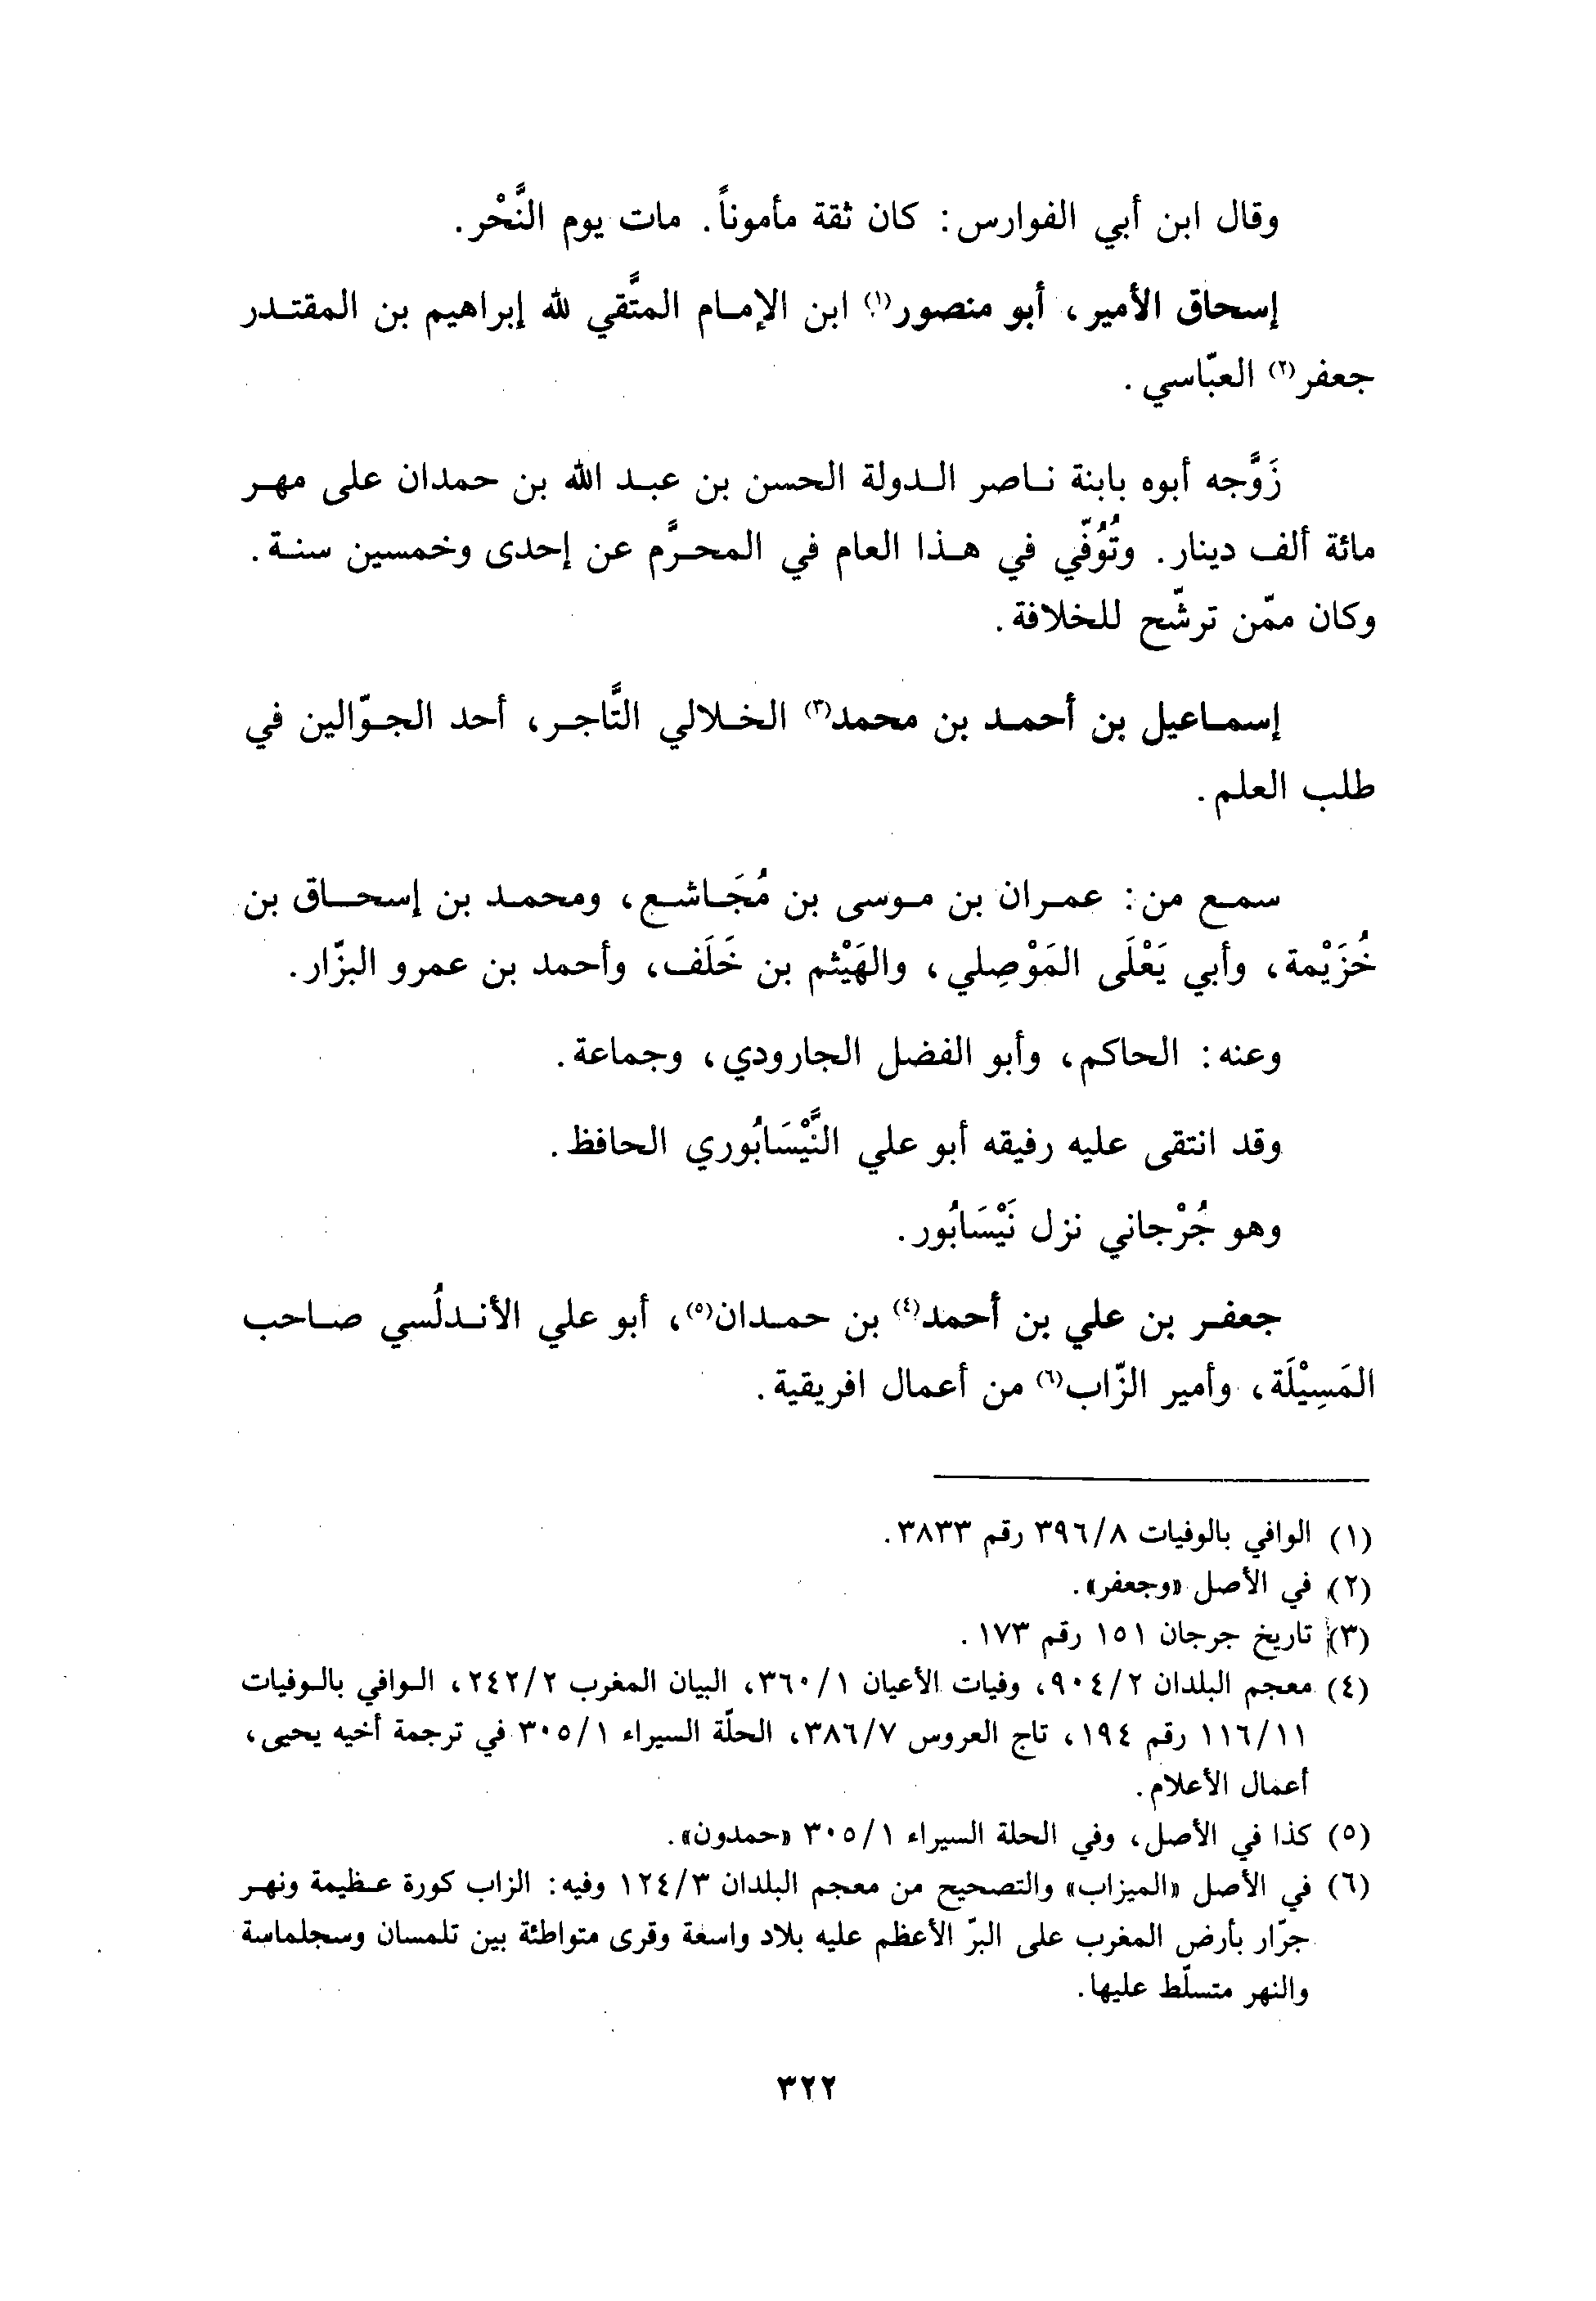 وقال ابن أبي الفوارس: كان ثقة مأموناً. مات يوم النَّحْر.
إسحاق الأمير، أبو منصور(١) ابن الإمام المتَّقي لله إبراهيم بن المقتدر
جعفر(٢) العبّاسي.
زَوَّجه أبوه بابنة ناصر الدولة الحسن بن عبد الله بن حمدان على مهر
مائة ألف دينار. وتُوُفّي في هذا العام في المحرَّم عن إحدى وخمسين سنة.
وكان ممّن ترشّح للخلافة.
إسماعيل بن أحمد بن محمد(٣) الخلالي التَّاجر، أحد الجوّالين في
طلب العلم.
سمع من: عمران بن موسى بن مُجَاشع، ومحمد بن إسحاق بن
خُزَيْمة، وأبي يَعْلَى المَوْصِلي، والهَيْثم بن خَلَف، وأحمد بن عمرو البزّار.
وعنه: الحاكم، وأبو الفضل الجارودي، وجماعة.
وقد انتقى عليه رفيقه أبو علي النَّيْسَابُوري الحافظ.
وهو جُرْجاني نزل نَيْسَابُور.
جعفر بن علي بن أحمد(٤) بن حمدان(٥)، أبو علي الأندلُسي صاحب
المَسِيْلَة، وأمير الزّاب(٦) من أعمال افريقية.
(١) الوافي بالوفيات ٣٩٦/٨ رقم ٣٨٣٣.
(٢) في الأصل «وجعفر».
(٣) تاريخ جرجان ١٥١ رقم ١٧٣.
(٤) معجم البلدان ٩٠٤/٢، وفيات الأعيان ٣٦٠/١، البيان المغرب ٢٤٢/٢، الوافي بالوفيات
١١٦/١١ رقم ١٩٤، تاج العروس ٣٨٦/٧، الحلّة السيراء ٣٠٥/١ في ترجمة أخيه يحيى،
أعمال الأعلام.
(٥) كذا في الأصل، وفي الحلة السيراء ٣٠٥/١ «حمدون».
(٦) في الأصل «الميزاب» والتصحيح من معجم البلدان ١٢٤/٣ وفيه: الزاب كورة عظيمة ونهر
جرّار بأرض المغرب على البرّ الأعظم عليه بلاد واسعة وقرى متواطئة بين تلمسان وسجلماسة
والنهر متسلّط عليها.
٣٢٢